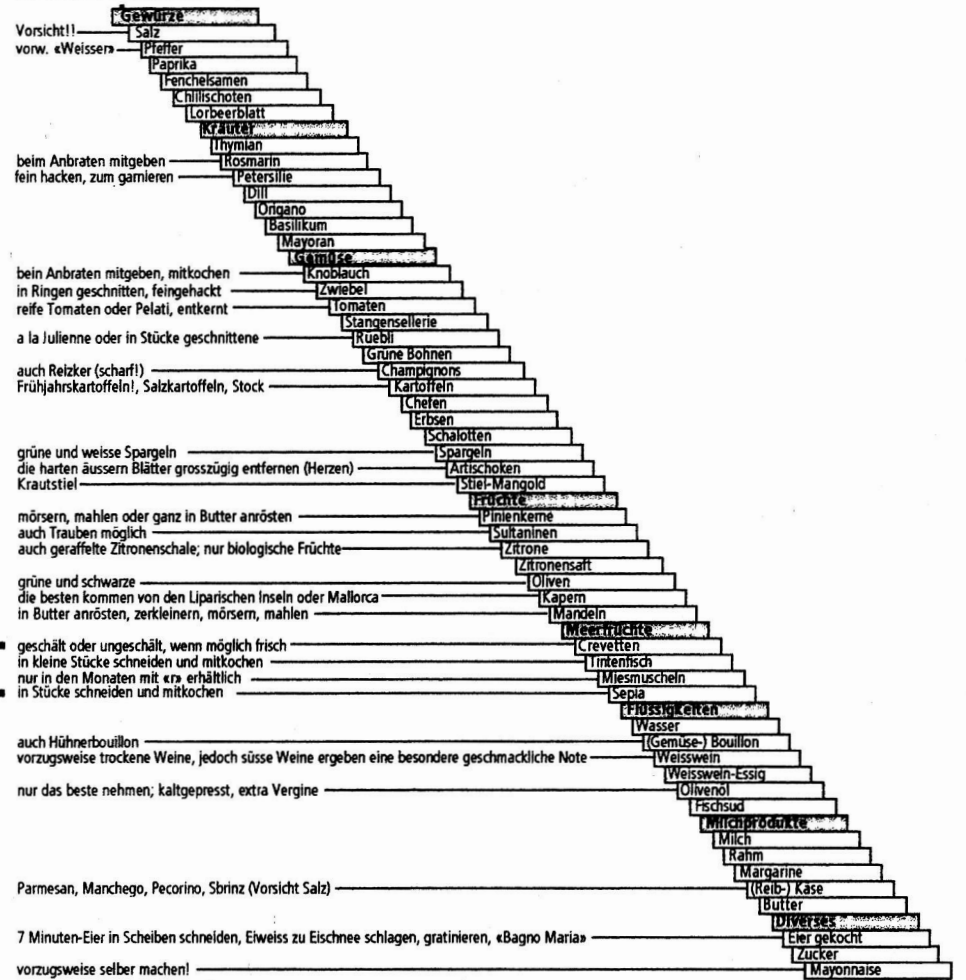 Gewürze
Vorsicht!! Salz
vorw. «Weisser» Pfeffer
Paprika
Fenchelsamen
Chlilischoten
Lorbeerblatt
Kräuter
Thymian
beim Anbraten mitgeben Rosmarin
fein hacken, zum garnieren Petersilie
Dill
Origano
Basilikum
Mayoran
Gemüse
bein Anbraten mitgeben, mitkochen Knoblauch
in Ringen geschnitten, feingehackt Zwiebel
reife Tomaten oder Pelati, entkernt Tomaten
Stangensellerie
a la Julienne oder in Stücke geschnittene Rüebli
Grüne Bohnen
auch Reizker (scharf!) Champignons
Frühjahrskartoffeln!, Salzkartoffeln, Stock Kartoffeln
Chefen
Erbsen
Schalotten
grüne und weisse Spargeln Spargeln
die harten äussern Blätter grosszügig entfernen (Herzen) Artischoken
Krautstiel Stiel-Mangold
Früchte
mörsern, mahlen oder ganz in Butter anrösten Pinienkerne
auch Trauben möglich Sultaninen
auch geraffelte Zitronenschale; nur biologische Früchte Zitrone
Zitronensaft
grüne und schwarze Oliven
die besten kommen von den Liparischen Inseln oder Mallorca Kapern
in Butter anrösten, zerkleinern, mörsern, mahlen Mandeln
Meerfrüchte
geschält oder ungeschält, wenn möglich frisch Crevetten
in kleine Stücke schneiden und mitkochen Tintenfisch
nur in den Monaten mit «r» erhältlich Miesmuscheln
in Stücke schneiden und mitkochen Sepia
Flüssigkeiten
Wasser
auch Hühnerbouillon (Gemüse-) Bouillon
vorzugsweise trockene Weine, jedoch süsse Weine ergeben eine besondere geschmackliche Note Weisswein
Weisswein-Essig
nur das beste nehmen; kaltgepresst, extra Vergine Olivenöl
Fischsud
Milchprodukte
Milch
Rahm
Margarine
Parmesan, Manchego, Pecorino, Sbrinz (Vorsicht Salz) (Reib-) Käse
Butter
Diverses
7 Minuten-Eier in Scheiben schneiden, Eiweiss zu Eischnee schlagen, gratinieren, «Bagno Maria» Eier gekocht
Zucker
vorzugsweise selber machen! Mayonnaise